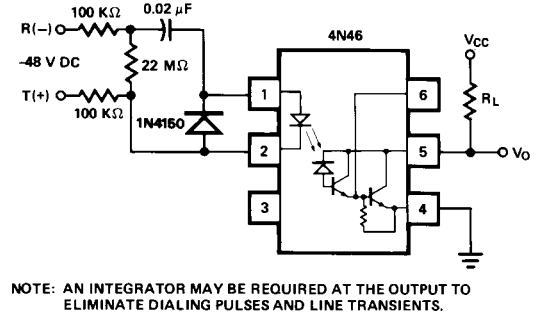 100 KΩ
0.02 µF
R(−)
4N46
VCC
-48 V DC
22 MΩ
1
6
RL
T(+)
100 KΩ
1N4150
2
5
VO
3
4
NOTE: AN INTEGRATOR MAY BE REQUIRED AT THE OUTPUT TO
ELIMINATE DIALING PULSES AND LINE TRANSIENTS.